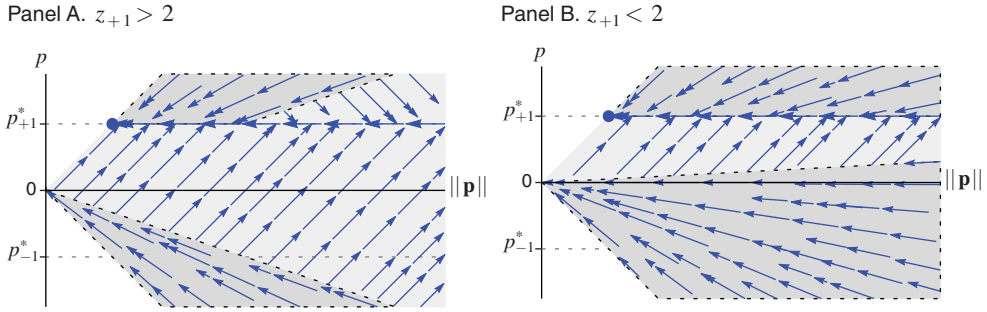 Panel A. z₊₁ > 2
p
p*₊₁
0
||p||
p*₋₁
Panel B. z₊₁ < 2
p
p*₊₁
0
||p||
p*₋₁